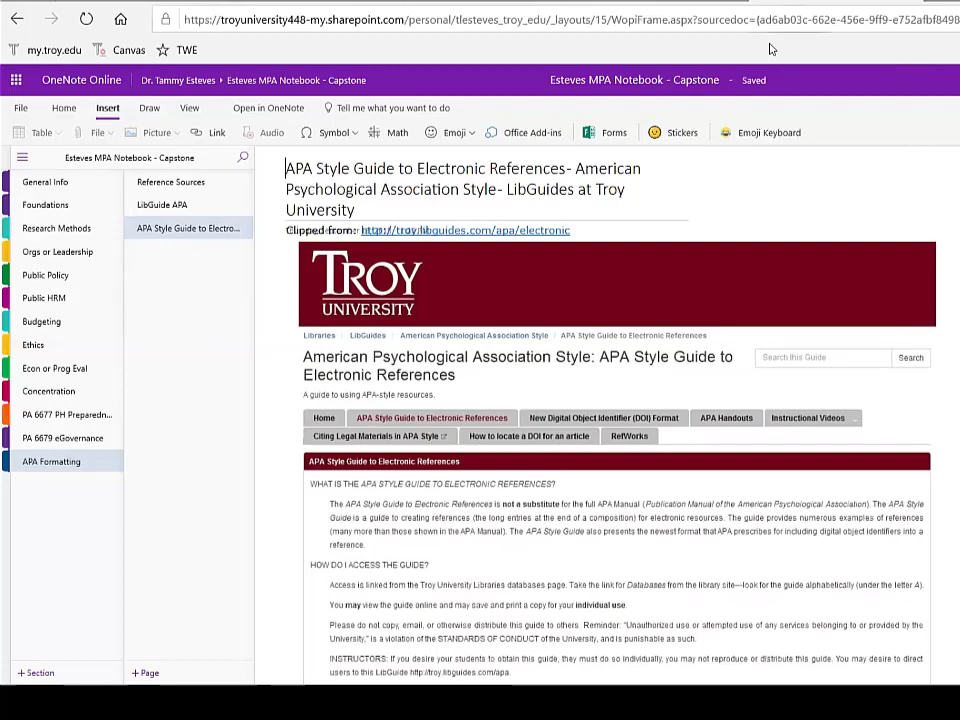 https://troyuniversity448-my.sharepoint.com/personal/tlesteves_troy_edu/_layouts/15/WopiFrame.aspx?sourcedoc={ad6ab03c-662e-456e-9ff9-e752afbf8498
my.troy.edu Canvas TWE
OneNote Online Dr. Tammy Esteves › Esteves MPA Notebook - Capstone Esteves MPA Notebook - Capstone - Saved
File Home Insert Draw View Open in OneNote Tell me what you want to do
Table File Picture Link Audio Symbol Math Emoji Office Add-ins Forms Stickers Emoji Keyboard
Esteves MPA Notebook - Capstone
General Info
Foundations
Research Methods
Orgs or Leadership
Public Policy
Public HRM
Budgeting
Ethics
Econ or Prog Eval
Concentration
PA 6677 PH Preparedn...
PA 6679 eGovernance
APA Formatting
+ Section
Reference Sources
LibGuide APA
APA Style Guide to Electro...
+ Page
APA Style Guide to Electronic References- American
Psychological Association Style- LibGuides at Troy
University
Clipped from: http://troy.libguides.com/apa/electronic
TROY
UNIVERSITY
Libraries / LibGuides / American Psychological Association Style / APA Style Guide to Electronic References
American Psychological Association Style: APA Style Guide to
Electronic References
Search this Guide Search
A guide to using APA-style resources.
Home APA Style Guide to Electronic References New Digital Object Identifier (DOI) Format APA Handouts Instructional Videos
Citing Legal Materials in APA Style How to locate a DOI for an article RefWorks
APA Style Guide to Electronic References
WHAT IS THE APA STYLE GUIDE TO ELECTRONIC REFERENCES?
The APA Style Guide to Electronic References is not a substitute for the full APA Manual (Publication Manual of the American Psychological Association). The APA Style
Guide is a guide to creating references (the long entries at the end of a composition) for electronic resources. The guide provides numerous examples of references
(many more than those shown in the APA Manual). The APA Style Guide also presents the newest format that APA prescribes for including digital object identifiers into a
reference.
HOW DO I ACCESS THE GUIDE?
Access is linked from the Troy University Libraries databases page. Take the link for Databases from the library site—look for the guide alphabetically (under the letter A).
You may view the guide online and may save and print a copy for your individual use.
Please do not copy, email, or otherwise distribute this guide to others. Reminder: "Unauthorized use or attempted use of any services belonging to or provided by the
University," is a violation of the STANDARDS OF CONDUCT of the University, and is punishable as such.
INSTRUCTORS: If you desire your students to obtain this guide, they must do so individually, you may not reproduce or distribute this guide. You may desire to direct
users to this LibGuide http://troy.libguides.com/apa.